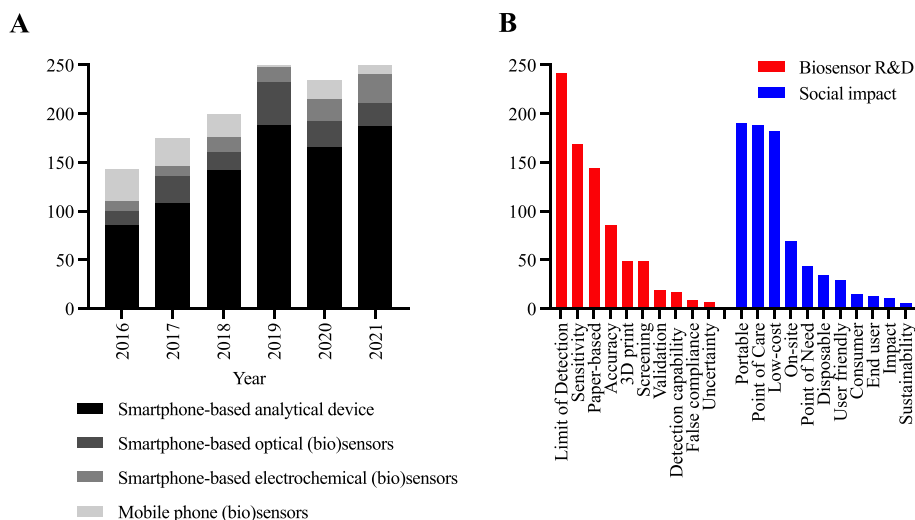 A
250
200
150
100
50
0
2016
2017
2018
2019
2020
2021
Year
Smartphone-based analytical device
Smartphone-based optical (bio)sensors
Smartphone-based electrochemical (bio)sensors
Mobile phone (bio)sensors
B
Biosensor R&D
Social impact
250
200
150
100
50
0
Limit of Detection
Sensitivity
Paper-based
Accuracy
3D print
Screening
Validation
Detection capability
False compliance
Uncertainty
Portable
Point of Care
Low-cost
On-site
Point of Need
Disposable
User friendly
Consumer
End user
Impact
Sustainability